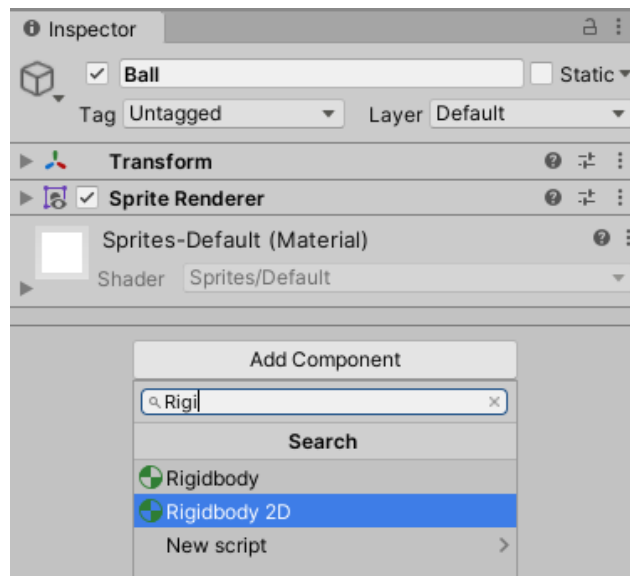 Inspector
Ball Static
Tag Untagged Layer Default
Transform
Sprite Renderer
Sprites-Default (Material)
Shader Sprites/Default
Add Component
Rigi
Search
Rigidbody
Rigidbody 2D
New script